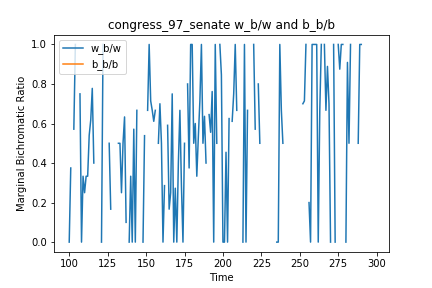 congress_97_senate w_b/w and b_b/b
w_b/w
b_b/b
Marginal Bichromatic Ratio
1.0
0.8
0.6
0.4
0.2
0.0
100 125 150 175 200 225 250 275 300
Time